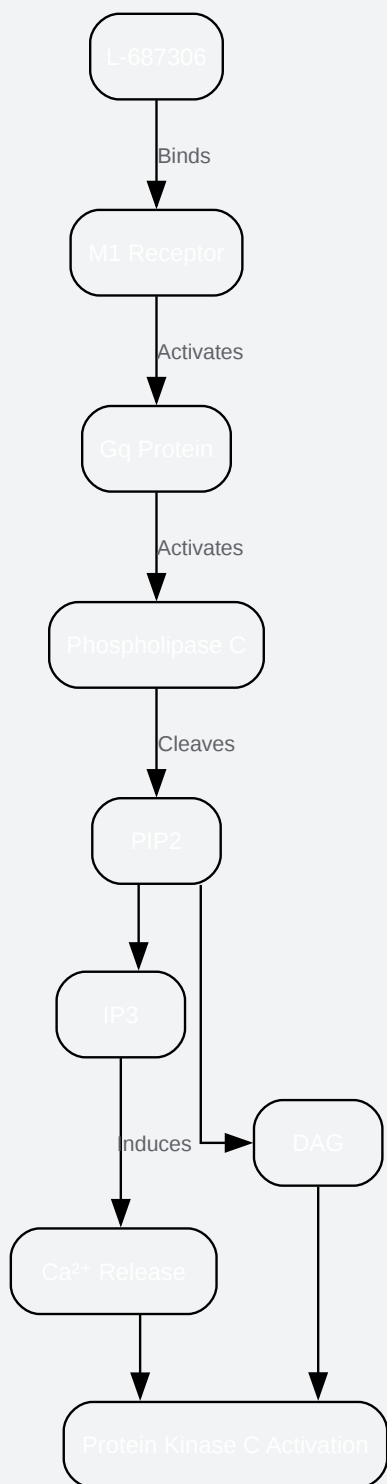 L-687306
Binds
M1 Receptor
Activates
Gq Protein
Activates
Phospholipase C
Cleaves
PIP2
IP3
Induces
DAG
Ca²⁺ Release
Protein Kinase C Activation